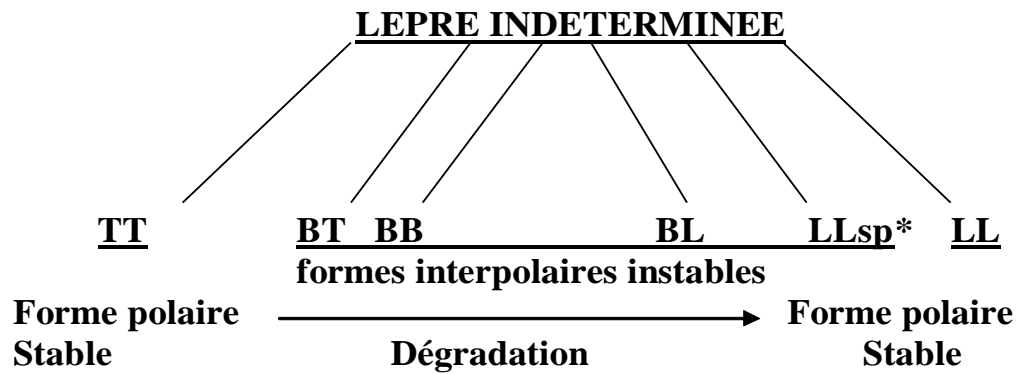 LEPRE INDETERMINEE
TT BT BB BL LLsp* LL
formes interpolaires instables
Forme polaire Forme polaire
Stable Dégradation Stable